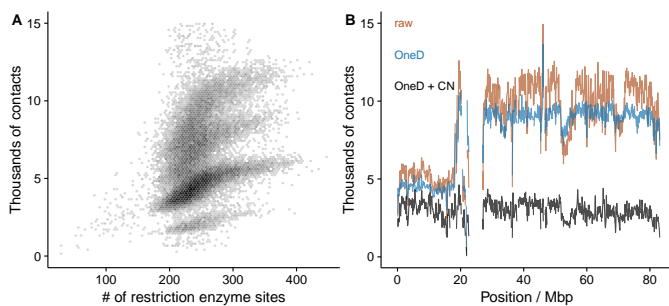 A
Thousands of contacts
15
10
5
0
100
200
300
400
# of restriction enzyme sites
B
Thousands of contacts
15
10
5
0
raw
OneD
OneD + CN
0
20
40
60
80
Position / Mbp